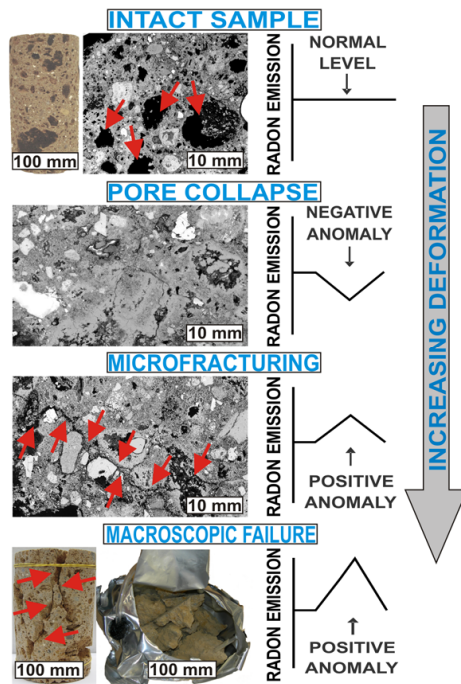 INTACT SAMPLE
100 mm
10 mm
RADON EMISSION
NORMAL
LEVEL
PORE COLLAPSE
10 mm
RADON EMISSION
NEGATIVE
ANOMALY
MICROFRACTURING
10 mm
RADON EMISSION
POSITIVE
ANOMALY
MACROSCOPIC FAILURE
100 mm
100 mm
RADON EMISSION
POSITIVE
ANOMALY
INCREASING DEFORMATION